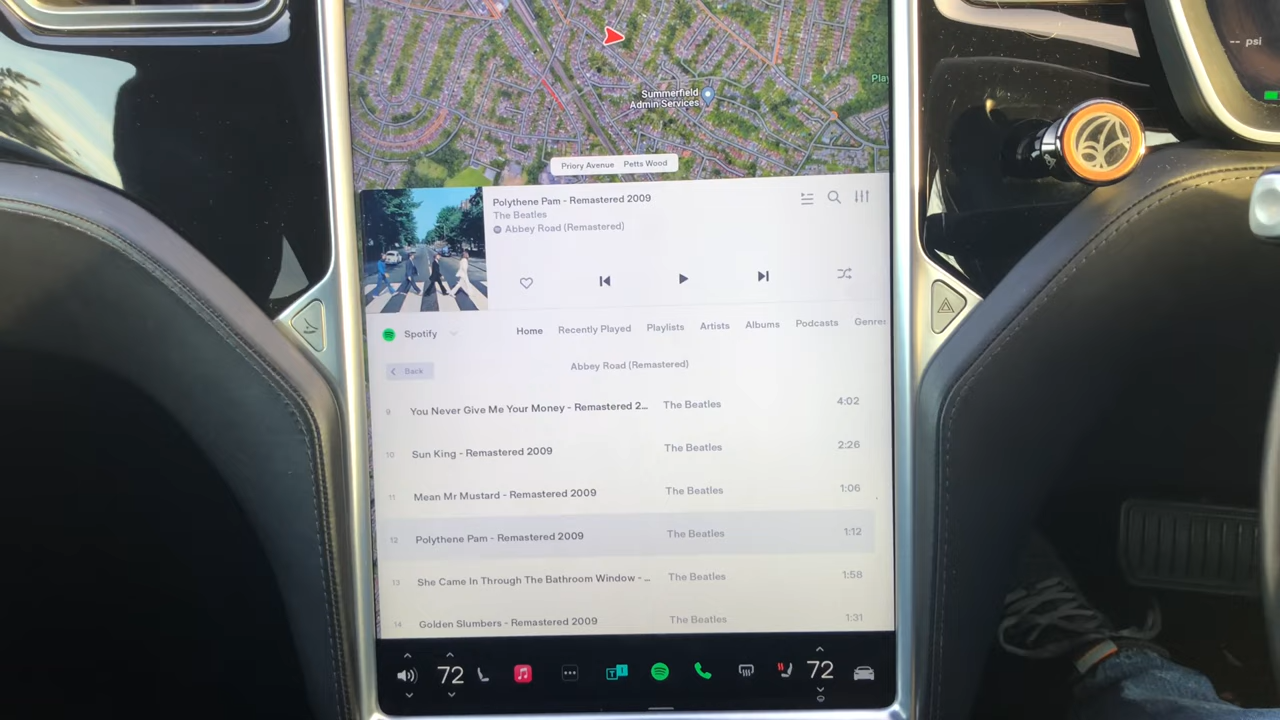 -- psi
Pla
Summerfield
Admin Services
Priory Avenue Petts Wood
Polythene Pam - Remastered 2009
The Beatles
Abbey Road (Remastered)
Spotify
Home Recently Played Playlists Artists Albums Podcasts Genres
Back
Abbey Road (Remastered)
9 You Never Give Me Your Money - Remastered 2... The Beatles 4:02
10 Sun King - Remastered 2009 The Beatles 2:26
11 Mean Mr Mustard - Remastered 2009 The Beatles 1:06
12 Polythene Pam - Remastered 2009 The Beatles 1:12
13 She Came In Through The Bathroom Window - ... The Beatles 1:58
14 Golden Slumbers - Remastered 2009 The Beatles 1:31
72 T 72